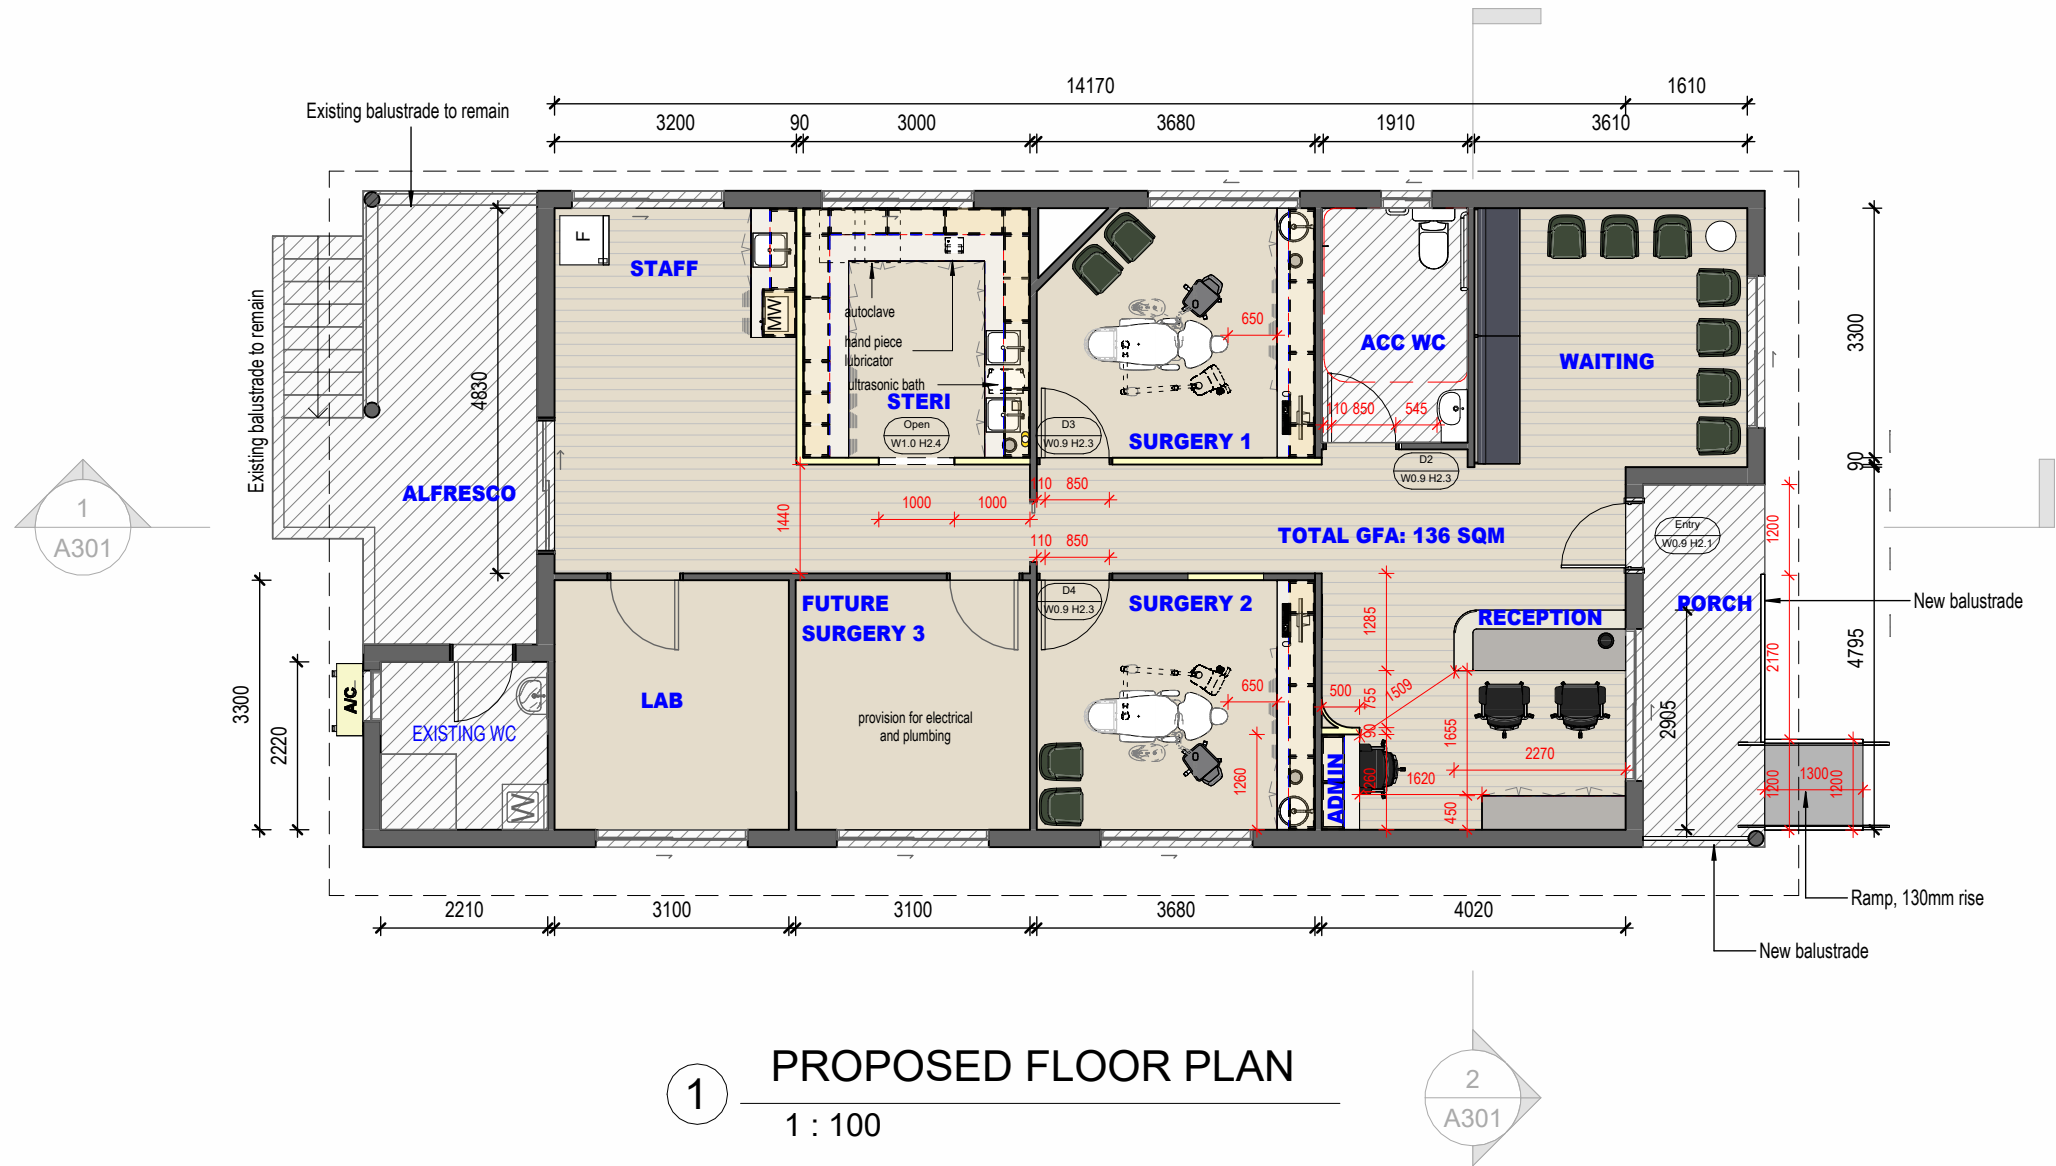 14170
1610
Existing balustrade to remain
3200
90
3000
3680
1910
3610
F
STAFF
MW
autoclave
hand piece
lubricator
ultrasonic bath
STERI
Open
W1.0 H2.4
650
D3
W0.9 H2.3
SURGERY 1
ACC WC
110
850
545
D2
W0.9 H2.3
WAITING
3300
90
Existing balustrade to remain
4830
ALFRESCO
1
A301
1440
1000
1000
110
850
110
850
TOTAL GFA: 136 SQM
Entry
W0.9 H2.1
1200
PORCH
New balustrade
2170
4795
FUTURE
SURGERY 3
D4
W0.9 H2.3
SURGERY 2
RECEPTION
1285
LAB
provision for electrical
and plumbing
650
500
755
1509
90
1655
2270
2905
A/C
EXISTING WC
W
3300
2220
1260
ADMIN
1260
1620
450
1200
1300
1200
2210
3100
3100
3680
4020
Ramp, 130mm rise
New balustrade
1
PROPOSED FLOOR PLAN
1 : 100
2
A301